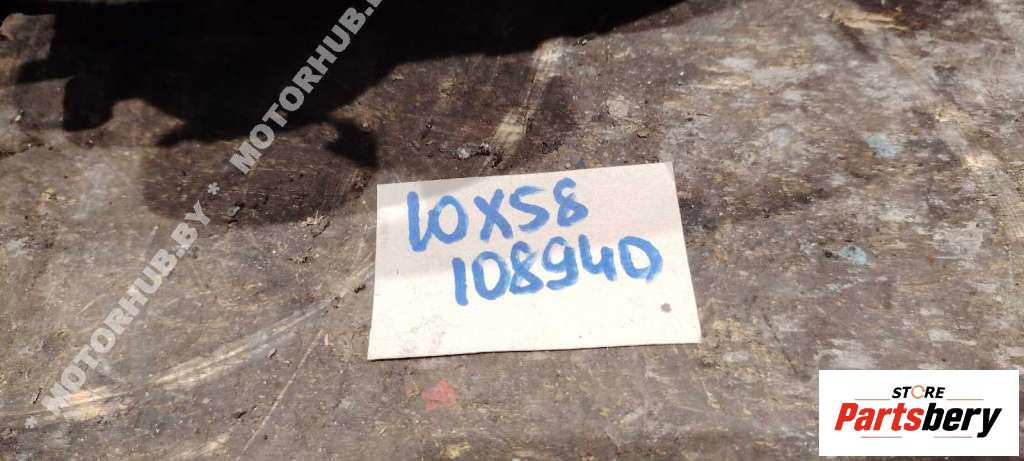 MOTORHUB.BY * MOTORHUB.BY *
10X58
108940
STORE
Partsbery